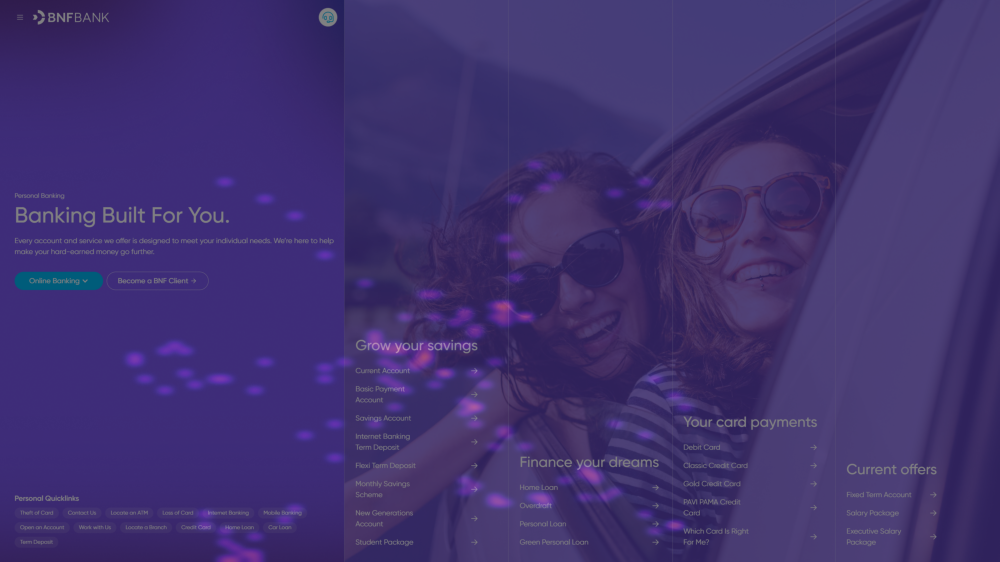 BNFBANK
Personal Banking
Banking Built For You.
Every account and service we offer is designed to meet your individual needs. We're here to help
make your hard-earned money go further.
Online Banking
Become a BNF Client →
Personal Quicklinks
Theft of Card
Contact Us
Locate an ATM
Loss of Card
Internet Banking
Mobile Banking
Open an Account
Work with Us
Locate a Branch
Credit Card
Home Loan
Car Loan
Term Deposit
Grow your savings
Current Account →
Basic Payment
Account →
Savings Account →
Internet Banking
Term Deposit →
Flexi Term Deposit →
Monthly Savings
Scheme →
New Generations
Account →
Student Package →
Finance your dreams
Home Loan →
Overdraft →
Personal Loan →
Green Personal Loan →
Your card payments
Debit Card →
Classic Credit Card →
Gold Credit Card →
PAVI PAMA Credit
Card →
Which Card Is Right
For Me? →
Current offers
Fixed Term Account →
Salary Package →
Executive Salary
Package →